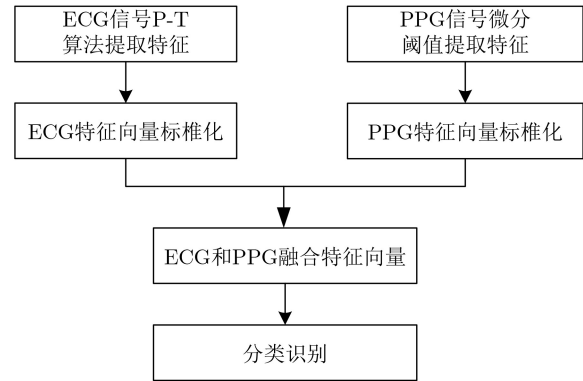 ECG信号P-T
算法提取特征
PPG信号微分
阈值提取特征
ECG特征向量标椎化
PPG特征向量标椎化
ECG和PPG融合特征向量
分类识别